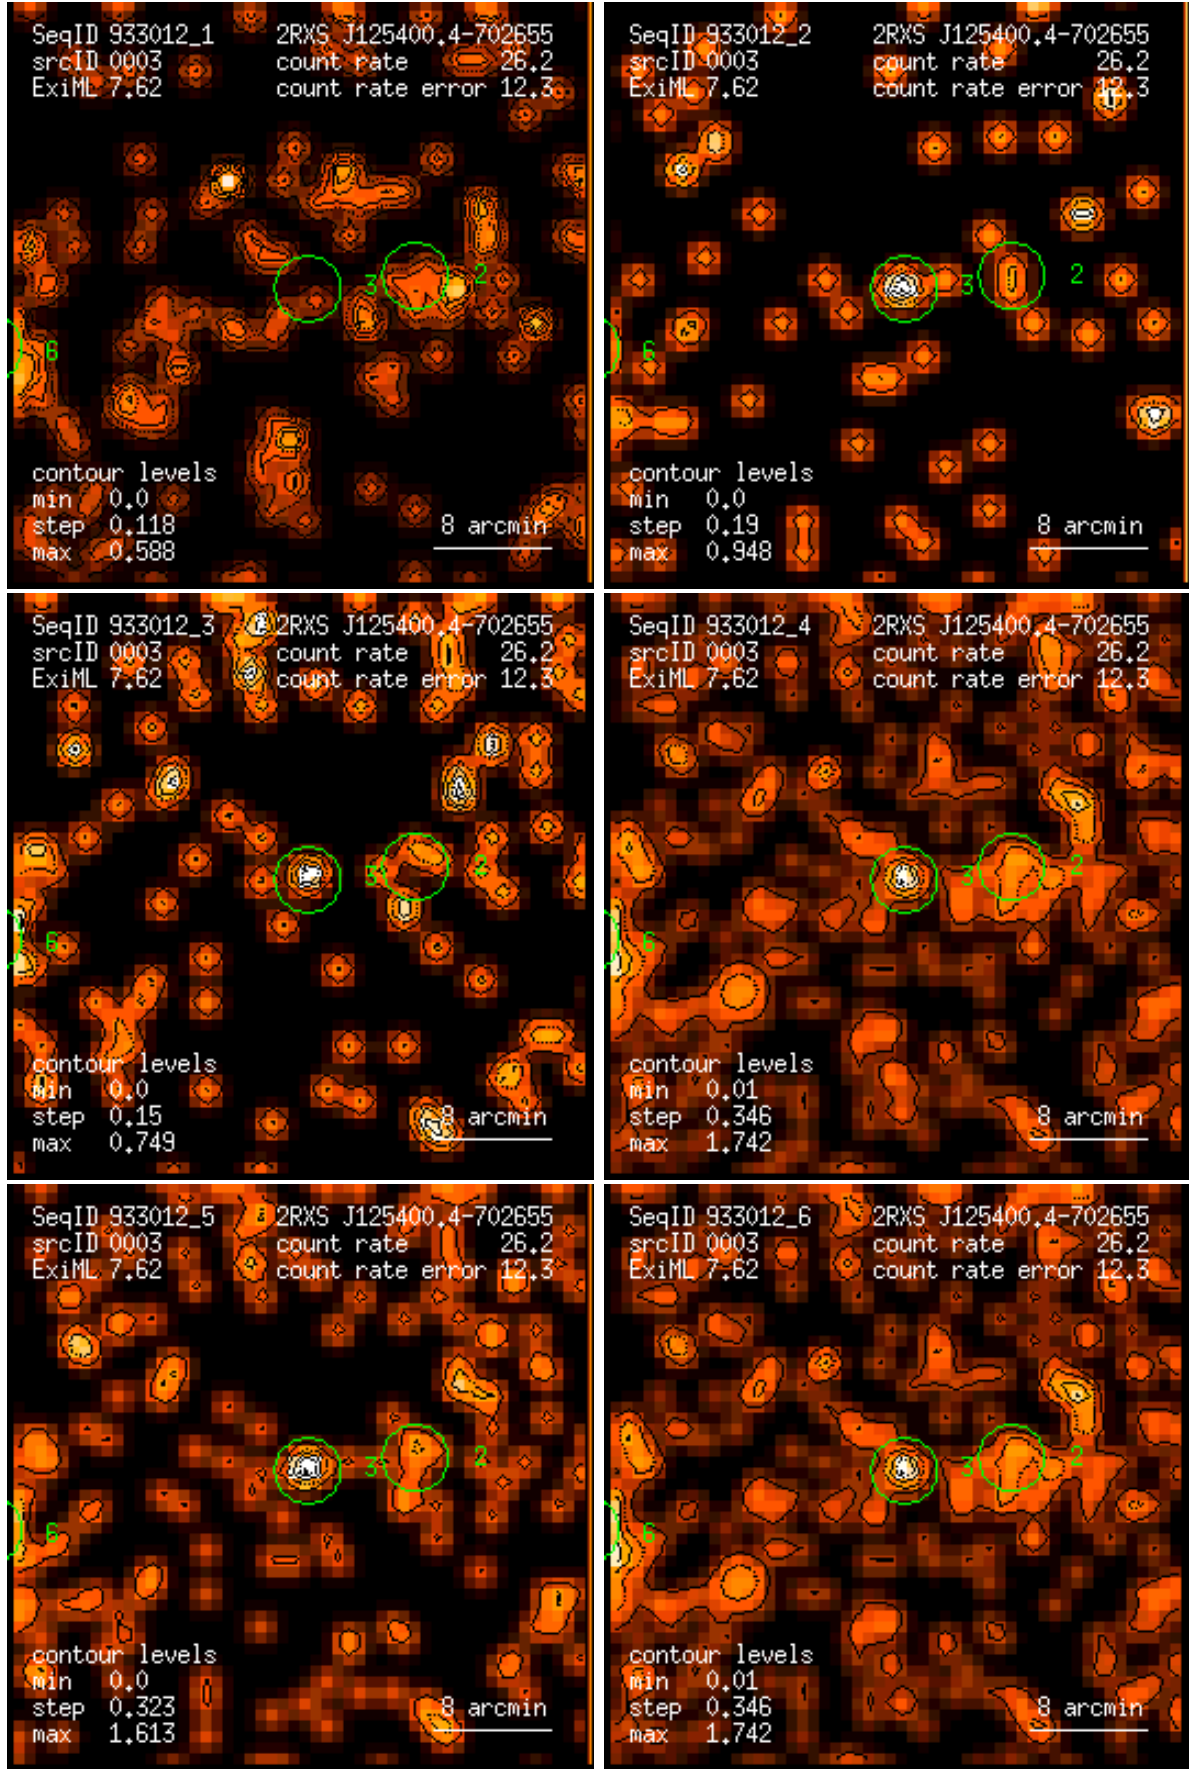 SeqID 933012_1 2RXS J125400.4-702655
srcID 0003 count rate 26.2
ExiML 7.62 count rate error 12.3
3 2
6
contour levels
min 0.0
step 0.118 8 arcmin
max 0.588
SeqID 933012_2 2RXS J125400.4-702655
srcID 0003 count rate 26.2
ExiML 7.62 count rate error 12.3
3 2
6
contour levels
min 0.0
step 0.19 8 arcmin
max 0.948
SeqID 933012_3 2RXS J125400.4-702655
srcID 0003 count rate 26.2
ExiML 7.62 count rate error 12.3
3 2
6
contour levels
min 0.0
step 0.15 8 arcmin
max 0.749
SeqID 933012_4 2RXS J125400.4-702655
srcID 0003 count rate 26.2
ExiML 7.62 count rate error 12.3
3 2
6
contour levels
min 0.01
step 0.346 8 arcmin
max 1.742
SeqID 933012_5 2RXS J125400.4-702655
srcID 0003 count rate 26.2
ExiML 7.62 count rate error 12.3
3 2
6
contour levels
min 0.0
step 0.323 8 arcmin
max 1.613
SeqID 933012_6 2RXS J125400.4-702655
srcID 0003 count rate 26.2
ExiML 7.62 count rate error 12.3
3 2
6
contour levels
min 0.01
step 0.346 8 arcmin
max 1.742